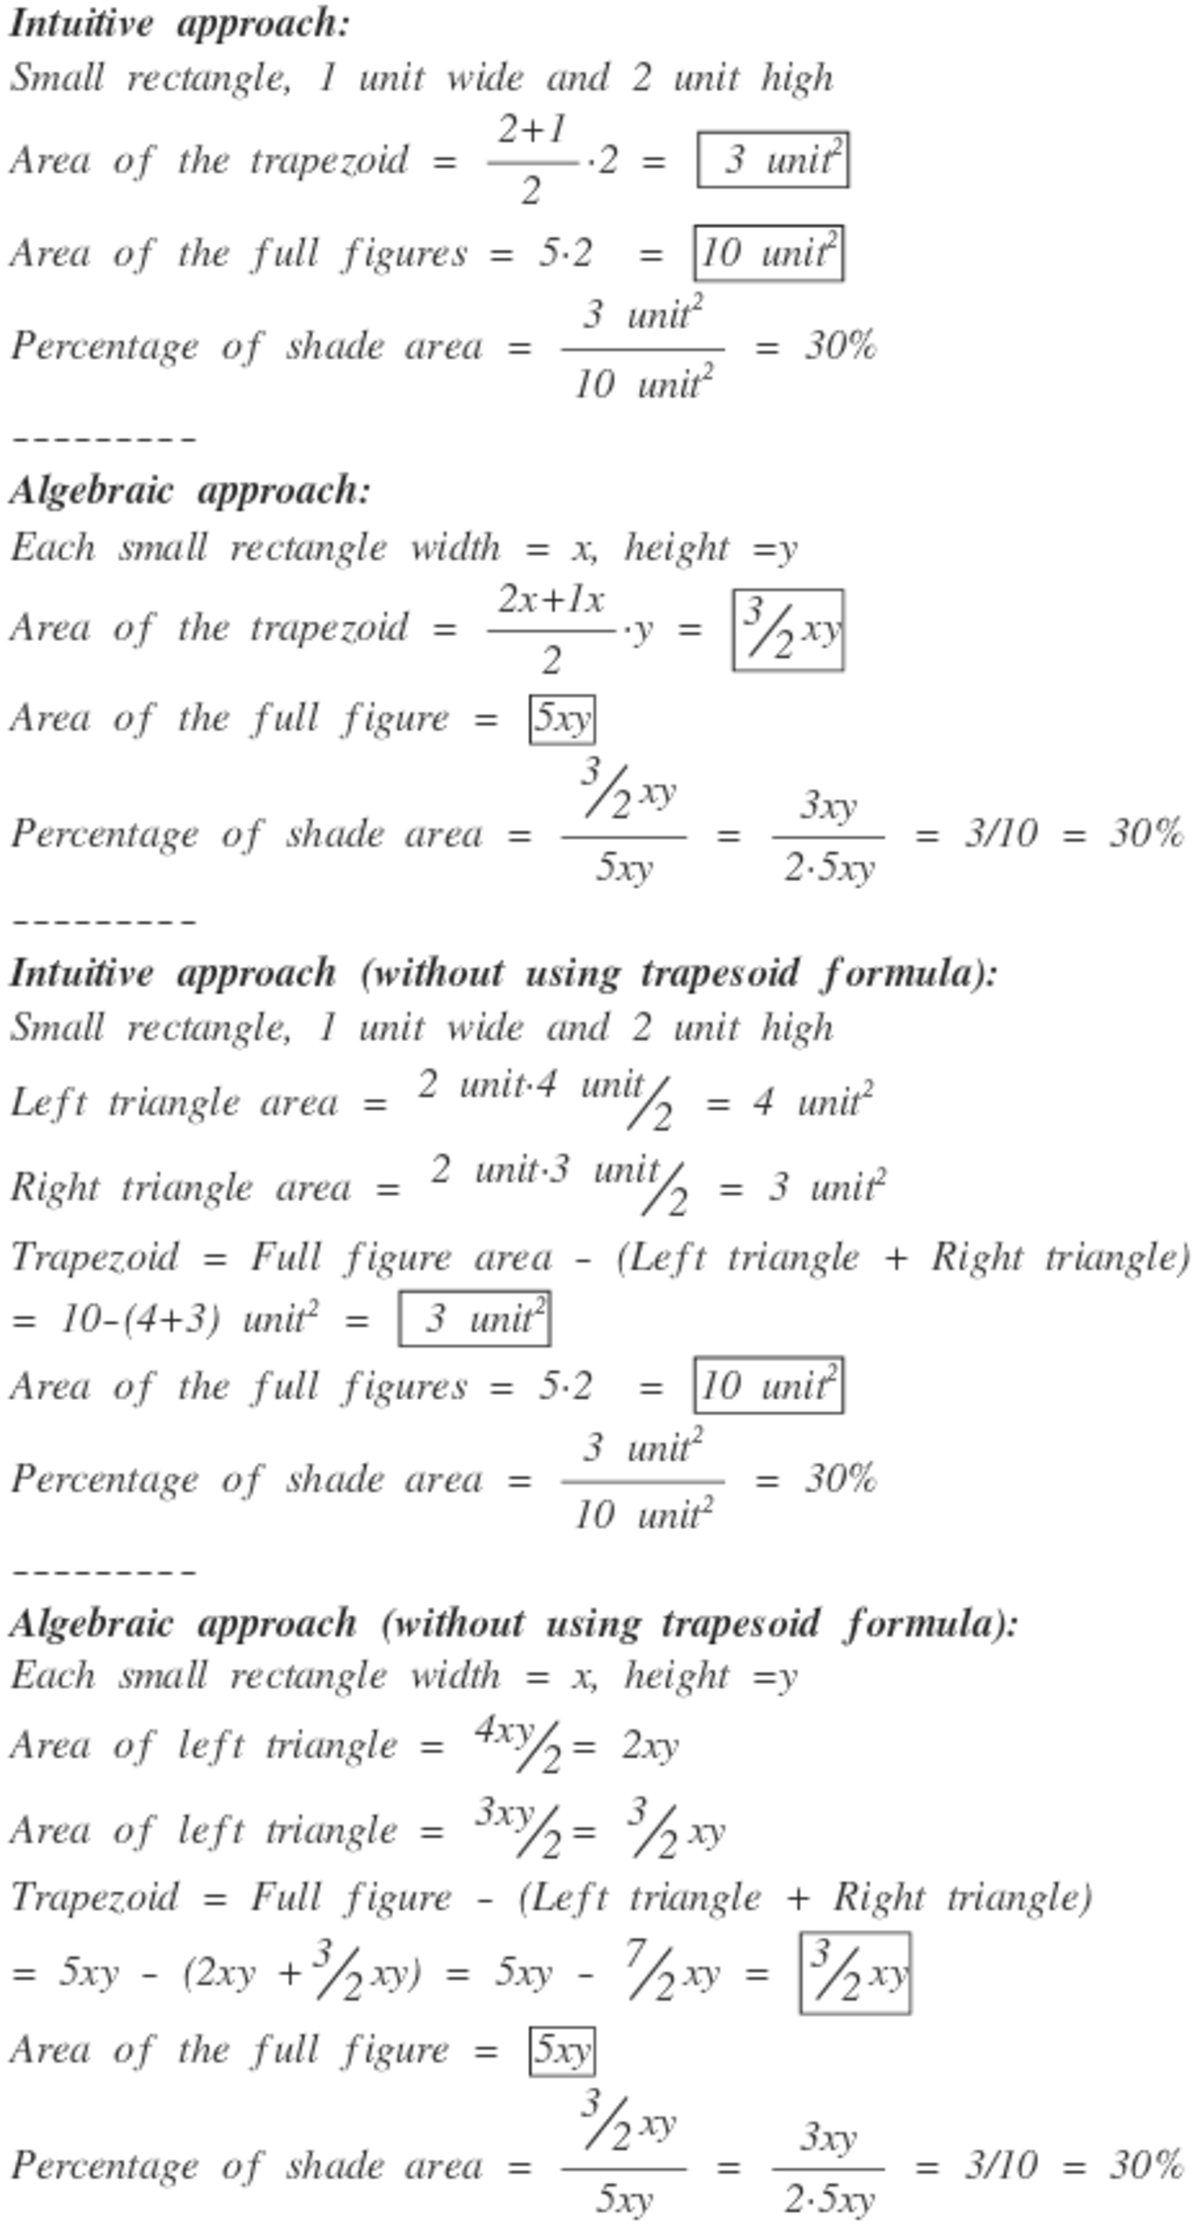 Intuitive approach:
Small rectangle, 1 unit wide and 2 unit high
Area of the trapezoid = (2+1)/2 ·2 = 3 unit²
Area of the full figures = 5·2 = 10 unit²
Percentage of shade area = 3 unit²/10 unit² = 30%
---------
Algebraic approach:
Each small rectangle width = x, height =y
Area of the trapezoid = (2x+1x)/2 ·y = 3/2 xy
Area of the full figure = 5xy
Percentage of shade area = (3/2 xy)/(5xy) = 3xy/(2·5xy) = 3/10 = 30%
---------
Intuitive approach (without using trapesoid formula):
Small rectangle, 1 unit wide and 2 unit high
Left triangle area = 2 unit·4 unit/2 = 4 unit²
Right triangle area = 2 unit·3 unit/2 = 3 unit²
Trapezoid = Full figure area - (Left triangle + Right triangle)
= 10-(4+3) unit² = 3 unit²
Area of the full figures = 5·2 = 10 unit²
Percentage of shade area = 3 unit²/10 unit² = 30%
---------
Algebraic approach (without using trapesoid formula):
Each small rectangle width = x, height =y
Area of left triangle = 4xy/2 = 2xy
Area of left triangle = 3xy/2 = 3/2 xy
Trapezoid = Full figure - (Left triangle + Right triangle)
= 5xy - (2xy + 3/2 xy) = 5xy - 7/2 xy = 3/2 xy
Area of the full figure = 5xy
Percentage of shade area = (3/2 xy)/(5xy) = 3xy/(2·5xy) = 3/10 = 30%